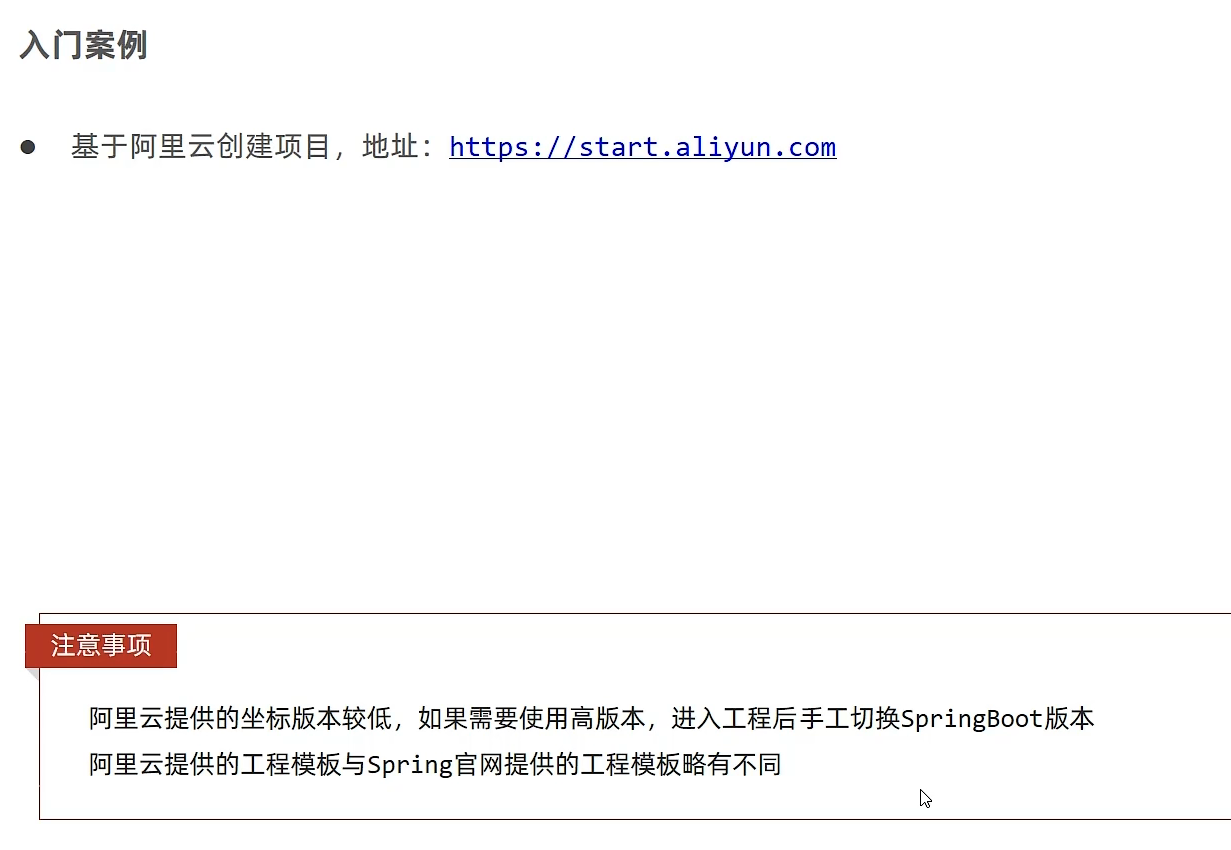 入门案例
● 基于阿里云创建项目，地址：https://start.aliyun.com
注意事项
阿里云提供的坐标版本较低，如果需要使用高版本，进入工程后手工切换SpringBoot版本
阿里云提供的工程模板与Spring官网提供的工程模板略有不同